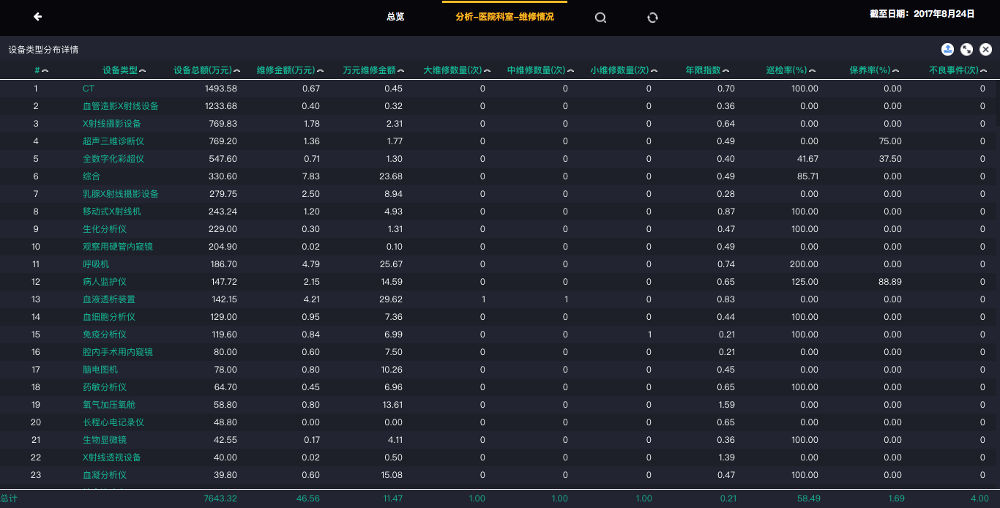 总览 分析-医院科室-维修情况 截至日期：2017年8月24日
设备类型分布详情
# 设备类型 设备总额(万元) 维修金额(万元) 万元维修金额 大维修数量(次) 中维修数量(次) 小维修数量(次) 年限指数 巡检率(%) 保养率(%) 不良事件(次)
1 CT 1493.58 0.67 0.45 0 0 0 0.70 100.00 0.00 0
2 血管造影X射线设备 1233.68 0.40 0.32 0 0 0 0.36 0.00 0.00 0
3 X射线摄影设备 769.83 1.78 2.31 0 0 0 0.64 0.00 0.00 0
4 超声三维诊断仪 769.20 1.36 1.77 0 0 0 0.49 0.00 75.00 0
5 全数字化彩超仪 547.60 0.71 1.30 0 0 0 0.40 41.67 37.50 0
6 综合 330.60 7.83 23.68 0 0 0 0.49 85.71 0.00 0
7 乳腺X射线摄影设备 279.75 2.50 8.94 0 0 0 0.28 0.00 0.00 0
8 移动式X射线机 243.24 1.20 4.93 0 0 0 0.87 100.00 0.00 0
9 生化分析仪 229.00 0.30 1.31 0 0 0 0.47 100.00 0.00 0
10 观察用硬管内窥镜 204.90 0.02 0.10 0 0 0 0.49 0.00 0.00 0
11 呼吸机 186.70 4.79 25.67 0 0 0 0.74 200.00 0.00 0
12 病人监护仪 147.72 2.15 14.59 0 0 0 0.65 125.00 88.89 0
13 血液透析装置 142.15 4.21 29.62 1 1 0 0.83 0.00 0.00 0
14 血细胞分析仪 129.00 0.95 7.36 0 0 0 0.44 100.00 0.00 0
15 免疫分析仪 119.60 0.84 6.99 0 0 1 0.21 100.00 0.00 0
16 腔内手术用内窥镜 80.00 0.60 7.50 0 0 0 0.21 0.00 0.00 0
17 脑电图机 78.00 0.80 10.26 0 0 0 0.45 0.00 0.00 0
18 药敏分析仪 64.70 0.45 6.96 0 0 0 0.65 100.00 0.00 0
19 氧气加压氧舱 58.80 0.80 13.61 0 0 0 1.59 0.00 0.00 0
20 长程心电记录仪 48.80 0.00 0.00 0 0 0 0.65 0.00 0.00 0
21 生物显微镜 42.55 0.17 4.11 0 0 0 0.36 100.00 0.00 0
22 X射线透视设备 40.00 0.02 0.50 0 0 0 1.39 0.00 0.00 0
23 血凝分析仪 39.80 0.60 15.08 0 0 0 0.47 100.00 0.00 0
总计 7643.32 46.56 11.47 1.00 1.00 1.00 0.21 58.49 1.69 4.00